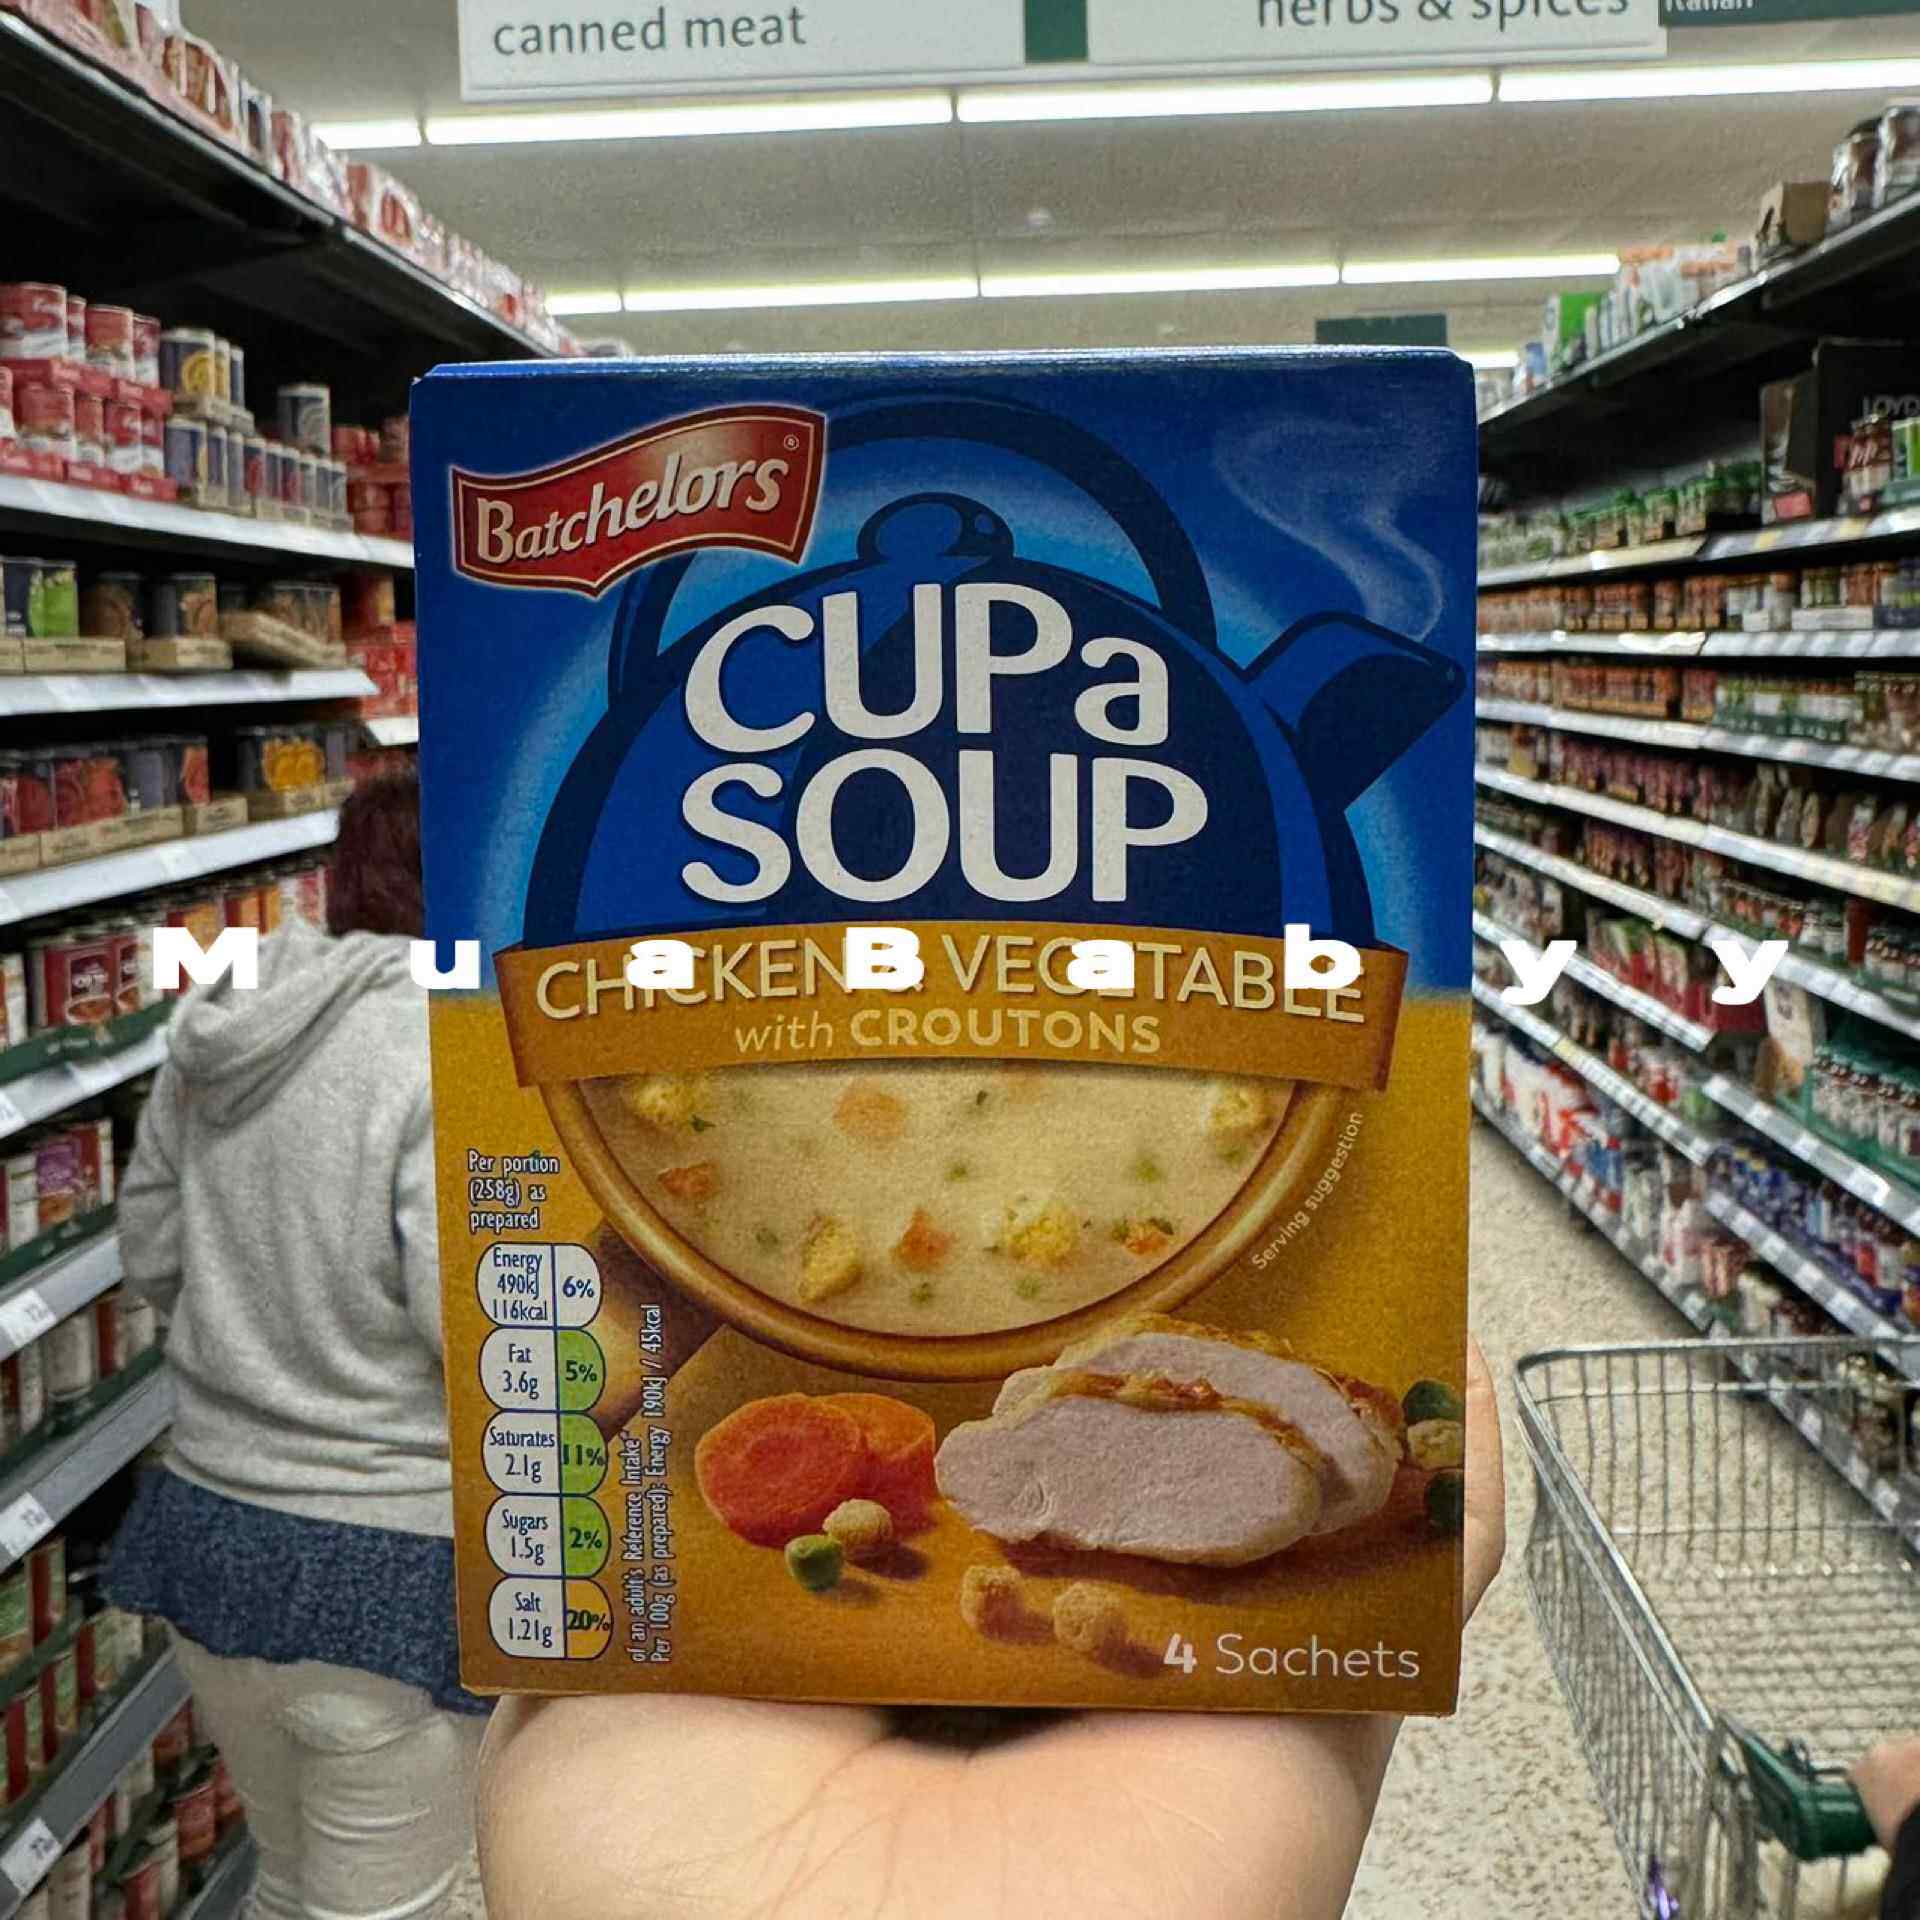 canned meat
herbs & spices
Italian
Batchelors®
CUPa
SOUP
MuaBabyy
CHICKEN & VEGETABLE
with CROUTONS
Serving suggestion
Per portion
(258g) as
prepared
Energy
490kJ
116kcal
6%
Fat
3.6g
5%
Saturates
2.1g
11%
Sugars
1.5g
2%
Salt
1.21g
20%
of an adult's Reference Intake*
Per 100g (as prepared): Energy 190kJ / 45kcal
4 Sachets